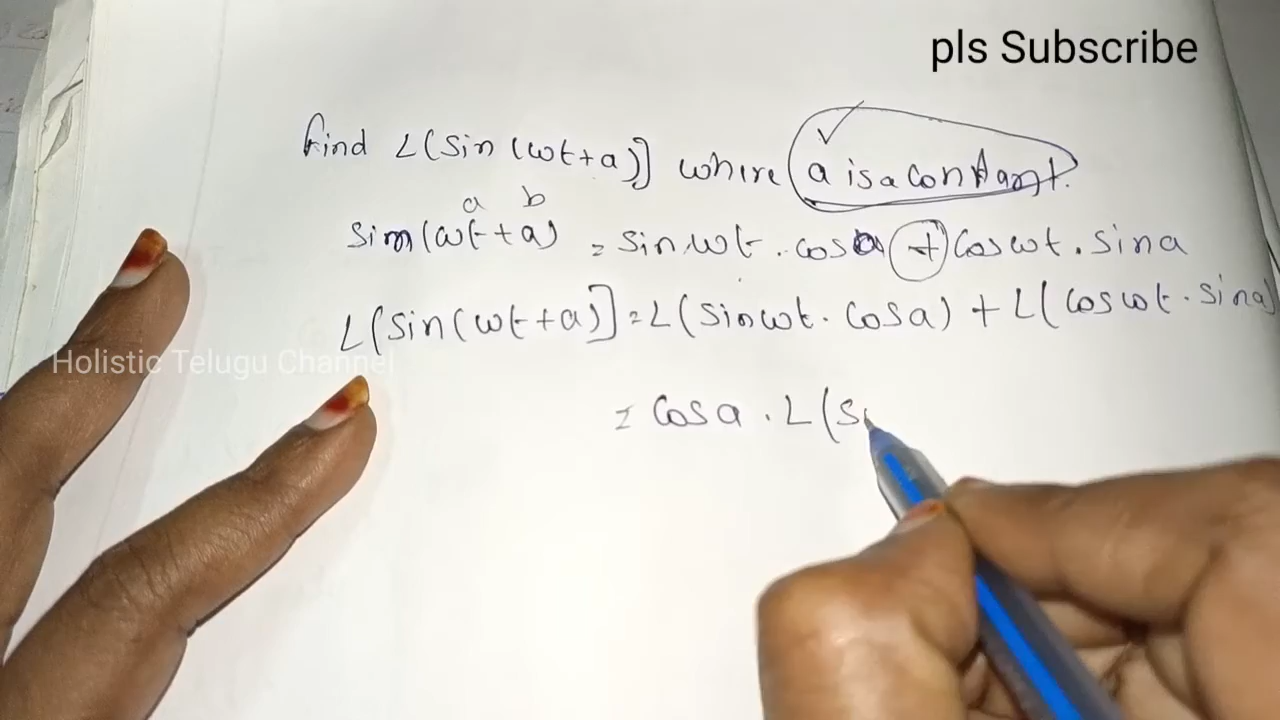 pls Subscribe
Find L(sin(ωt+a)] where a is a constant.
a b
sin(ωt+a) = sin ωt . cos a + cos ωt . sin a
L[sin(ωt+a)] = L(sin ωt . cos a) + L(cos ωt . sin a)
Holistic Telugu Channel
= cos a . L(s